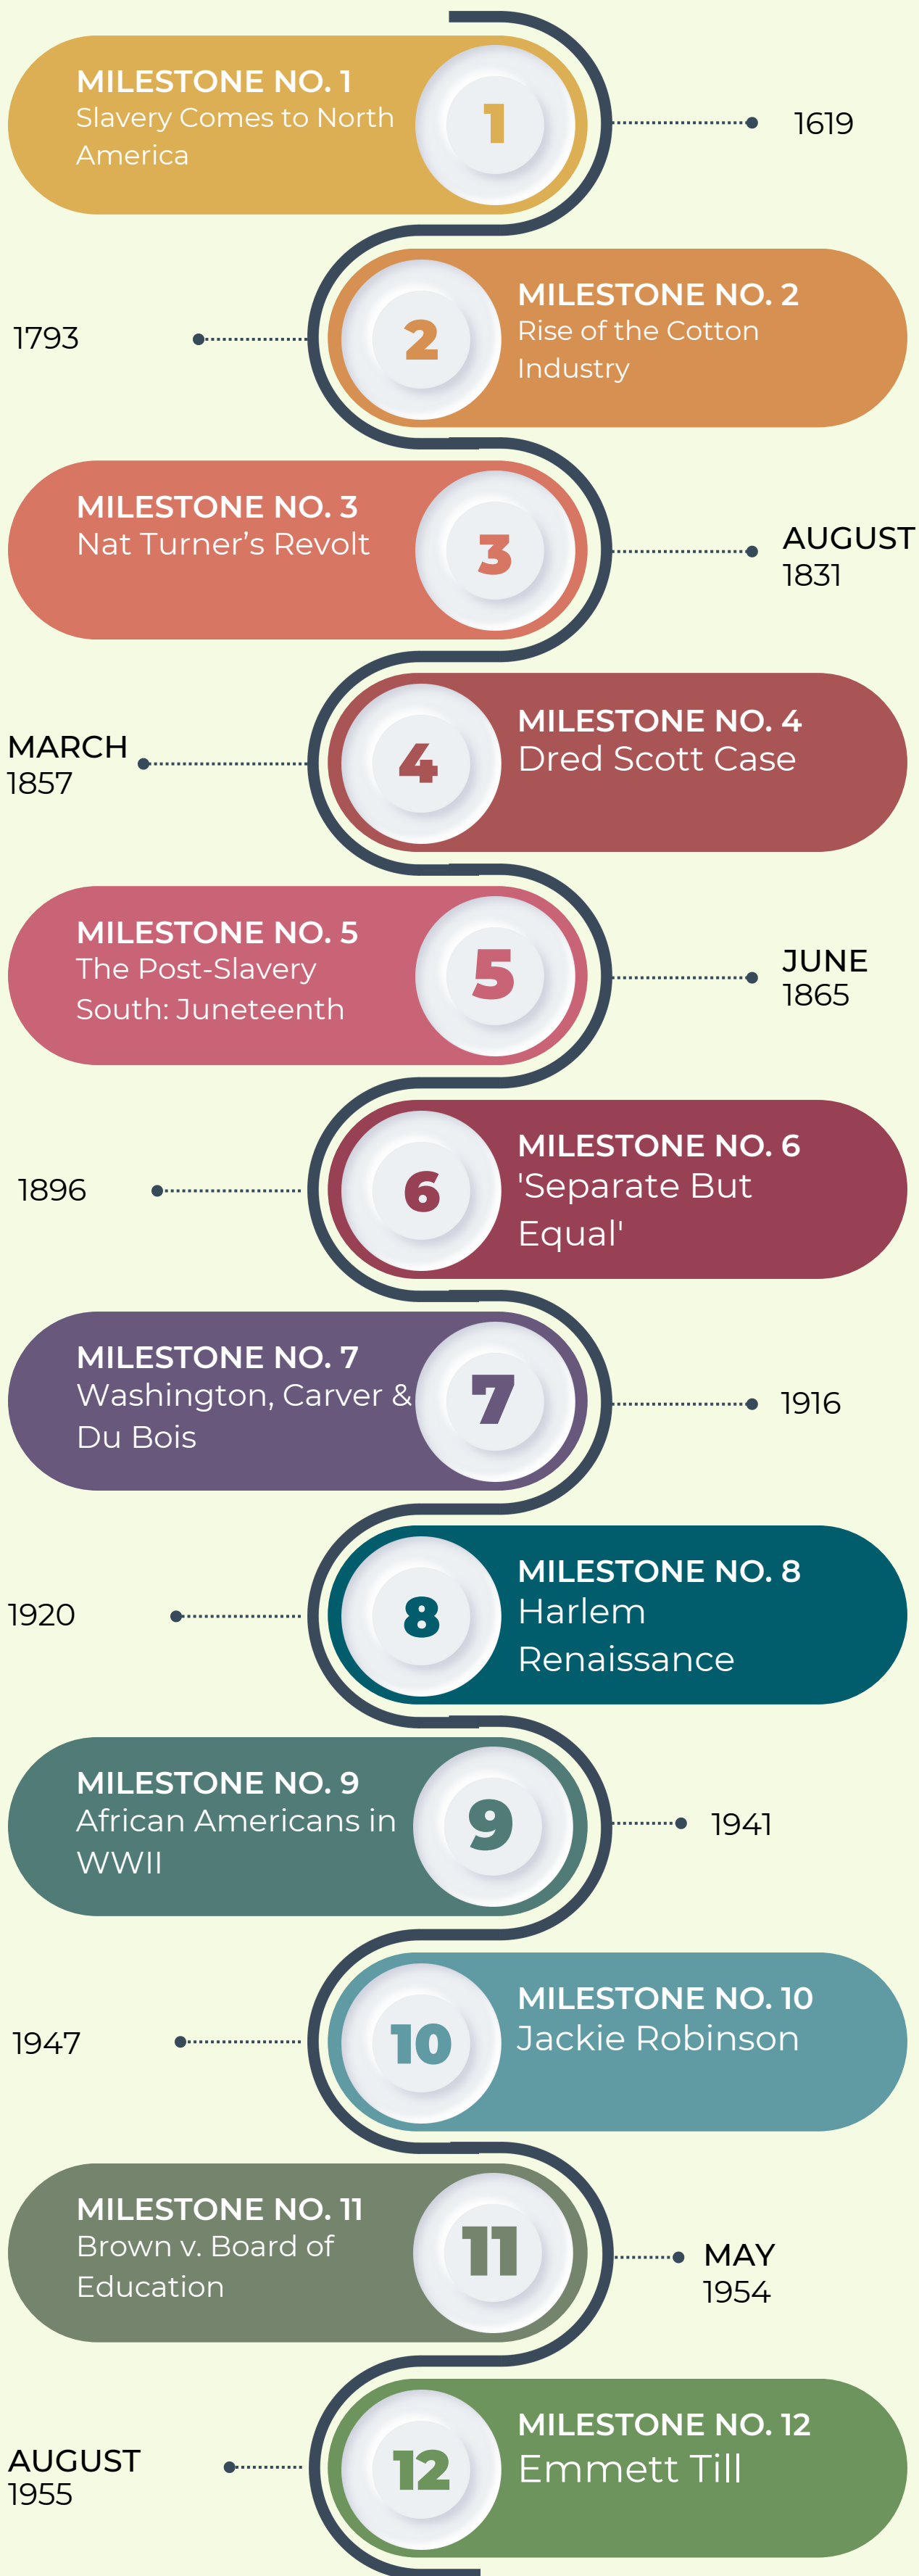 MILESTONE NO. 1
Slavery Comes to North
America
1
1619
1793
2
MILESTONE NO. 2
Rise of the Cotton
Industry
MILESTONE NO. 3
Nat Turner’s Revolt
3
AUGUST
1831
MARCH
1857
4
MILESTONE NO. 4
Dred Scott Case
MILESTONE NO. 5
The Post-Slavery
South: Juneteenth
5
JUNE
1865
1896
6
MILESTONE NO. 6
'Separate But
Equal'
MILESTONE NO. 7
Washington, Carver &
Du Bois
7
1916
1920
8
MILESTONE NO. 8
Harlem
Renaissance
MILESTONE NO. 9
African Americans in
WWII
9
1941
1947
10
MILESTONE NO. 10
Jackie Robinson
MILESTONE NO. 11
Brown v. Board of
Education
11
MAY
1954
AUGUST
1955
12
MILESTONE NO. 12
Emmett Till